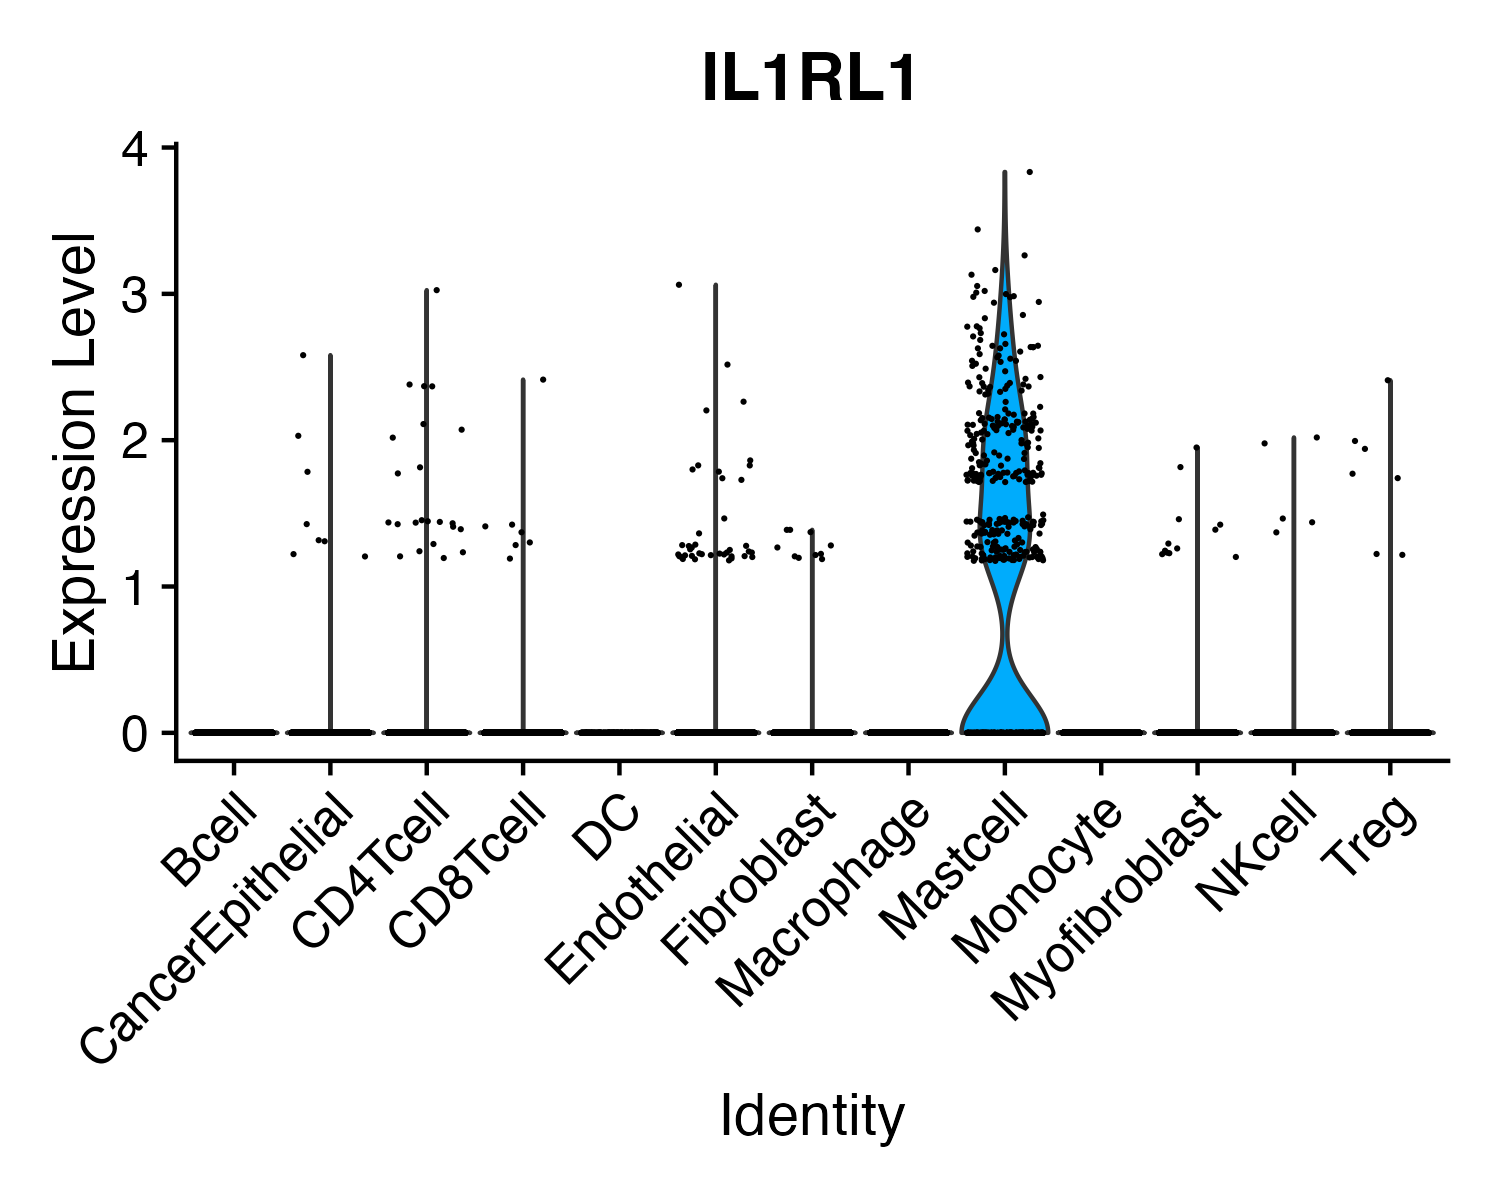 IL1RL1
Expression Level
4
3
2
1
0
Bcell
CancerEpithelial
CD4Tcell
CD8Tcell
DC
Endothelial
Fibroblast
Macrophage
Mastcell
Monocyte
Myofibroblast
NKcell
Treg
Identity